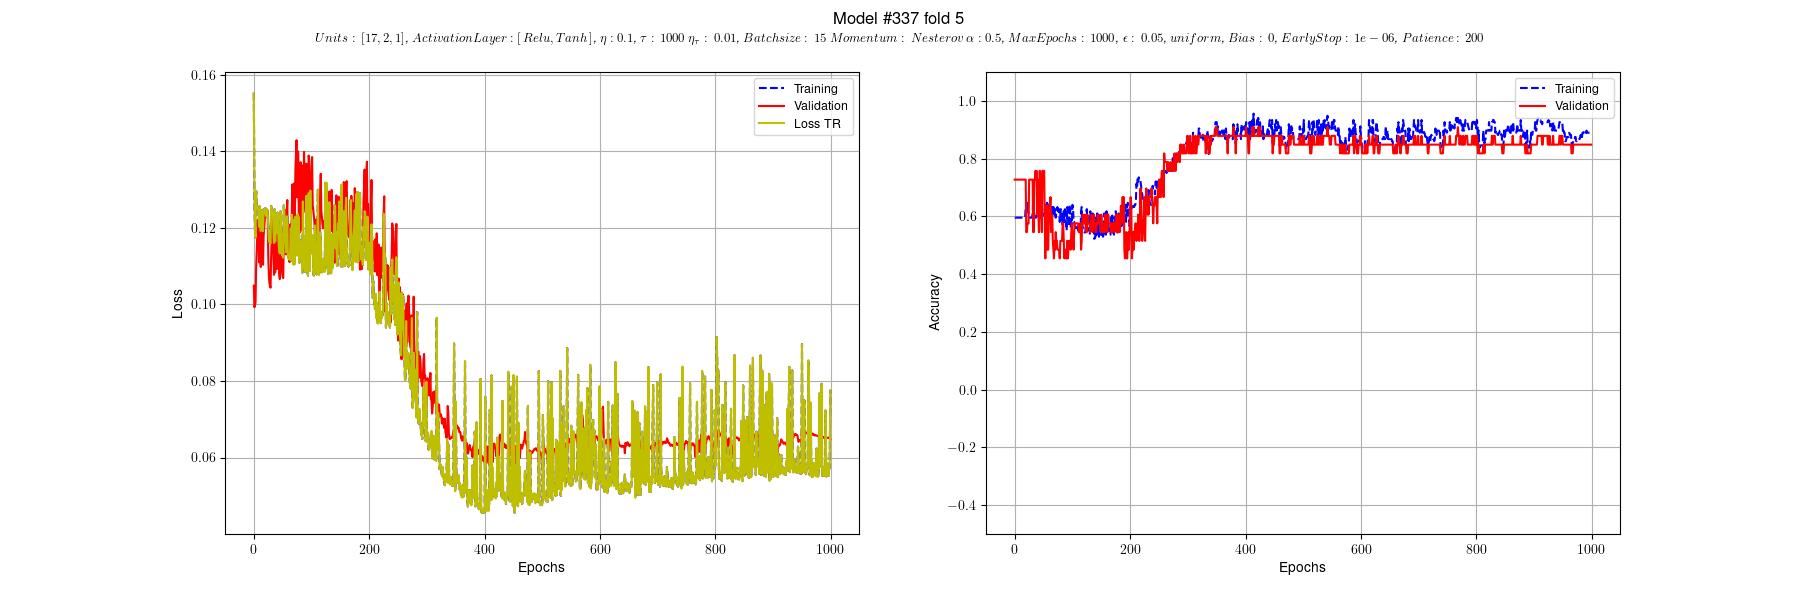 Model #337 fold 5
Units : [17, 2, 1], ActivationLayer : [ Relu, Tanh ], η : 0.1, τ : 1000 η_τ : 0.01, Batchsize : 15 Momentum : Nesterov α : 0.5, MaxEpochs : 1000, ϵ : 0.05, uniform, Bias : 0, EarlyStop : 1e − 06, Patience : 200
0.16
0.14
0.12
0.10
0.08
0.06
Loss
Training
Validation
Loss TR
0 200 400 600 800 1000
Epochs
1.0
0.8
0.6
0.4
0.2
0.0
−0.2
−0.4
Accuracy
Training
Validation
0 200 400 600 800 1000
Epochs